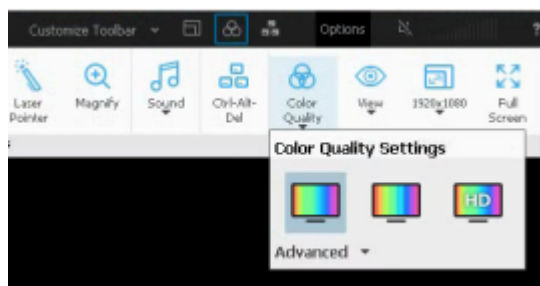 Customize Toolbar Options ?
Laser Pointer
Magnify
Sound
Ctrl-Alt-Del
Color Quality
View
1920x1080
Full Screen
Color Quality Settings
HD
Advanced